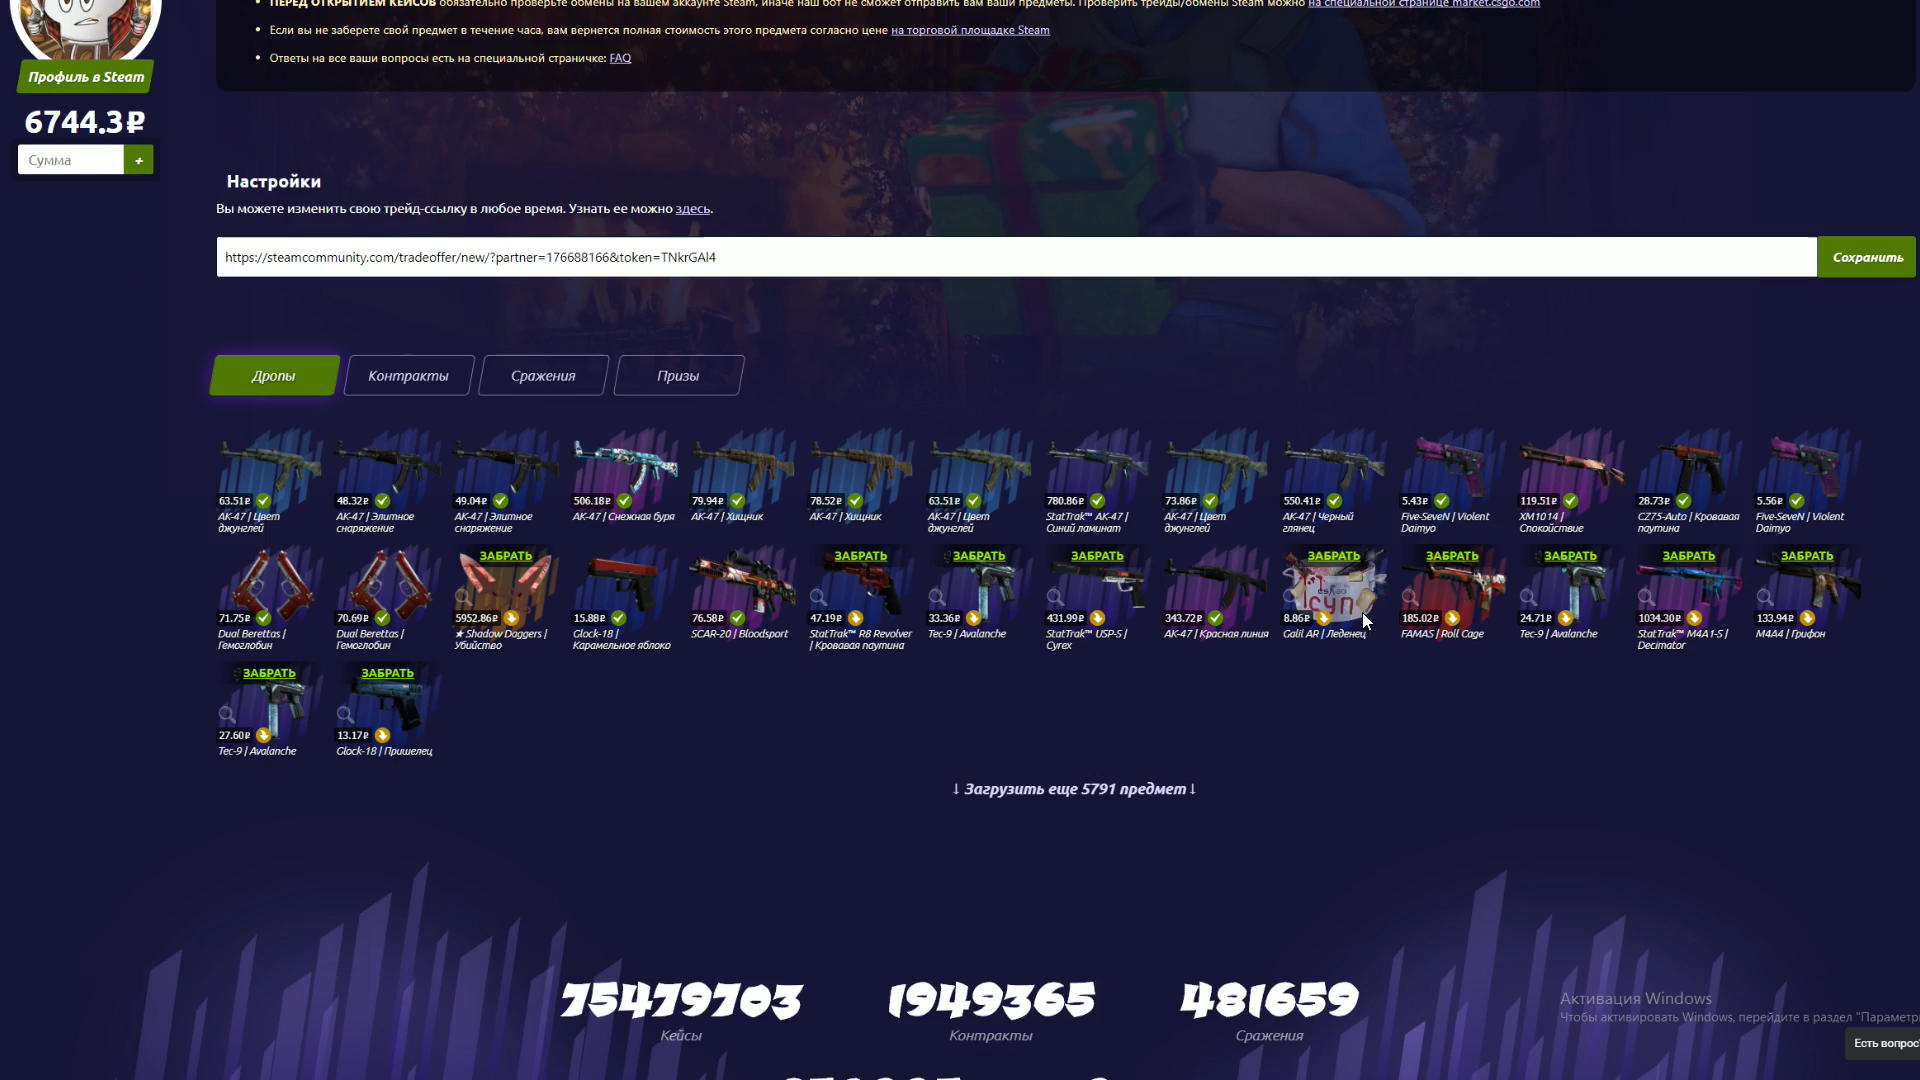 ПЕРЕД ОТКРЫТИЕМ КЕЙСОВ обязательно проверьте обмены на вашем аккаунте Steam, иначе наш бот не сможет отправить вам ваши предметы. Проверить трейды/обмены Steam можно на специальной странице market.csgo.com
Если вы не заберете свой предмет в течение часа, вам вернется полная стоимость этого предмета согласно цене на торговой площадке Steam
Ответы на все ваши вопросы есть на специальной страничке: FAQ
Профиль в Steam
6744.3₽
Сумма +
Настройки
Вы можете изменить свою трейд-ссылку в любое время. Узнать ее можно здесь.
https://steamcommunity.com/tradeoffer/new/?partner=176688166&token=TNkrGAl4
Сохранить
Дропы Контракты Сражения Призы
63.51₽ 48.32₽ 49.04₽ 506.18₽ 79.94₽ 78.52₽ 63.51₽ 780.86₽ 73.86₽ 550.41₽ 5.43₽ 119.51₽ 28.73₽ 5.56₽
AK-47 | Цвет AK-47 | Элитное AK-47 | Элитное AK-47 | Снежная буря AK-47 | Хищник AK-47 | Хищник AK-47 | Цвет StatTrak™ AK-47 | AK-47 | Цвет AK-47 | Черный Five-SeveN | Violent XM1014 | CZ75-Auto | Кровавая Five-SeveN | Violent
джунглей снаряжение снаряжение джунглей Синий ламинат джунглей глянец Daimyo Спокойствие паутина Daimyo
ЗАБРАТЬ ЗАБРАТЬ ЗАБРАТЬ ЗАБРАТЬ ЗАБРАТЬ ЗАБРАТЬ ЗАБРАТЬ ЗАБРАТЬ ЗАБРАТЬ
суп
71.75₽ 70.69₽ 5952.86₽ 15.88₽ 76.58₽ 47.19₽ 33.36₽ 431.99₽ 343.72₽ 8.86₽ 185.02₽ 24.71₽ 1034.30₽ 133.94₽
Dual Berettas | Dual Berettas | ★ Shadow Daggers | Glock-18 | SCAR-20 | Bloodsport StatTrak™ R8 Revolver Tec-9 | Avalanche StatTrak™ USP-S | AK-47 | Красная линия Galil AR | Леденец FAMAS | Roll Cage Tec-9 | Avalanche StatTrak™ M4A1-S | M4A4 | Грифон
Гемоглобин Гемоглобин Убийство Карамельное яблоко | Кровавая паутина Cyrex Decimator
ЗАБРАТЬ ЗАБРАТЬ
27.60₽ 13.17₽
Tec-9 | Avalanche Glock-18 | Пришелец
↓ Загрузить еще 5791 предмет ↓
75479703 1949365 481659
Кейсы Контракты Сражения
Активация Windows
Чтобы активировать Windows, перейдите в раздел "Параметры
Есть вопрос?